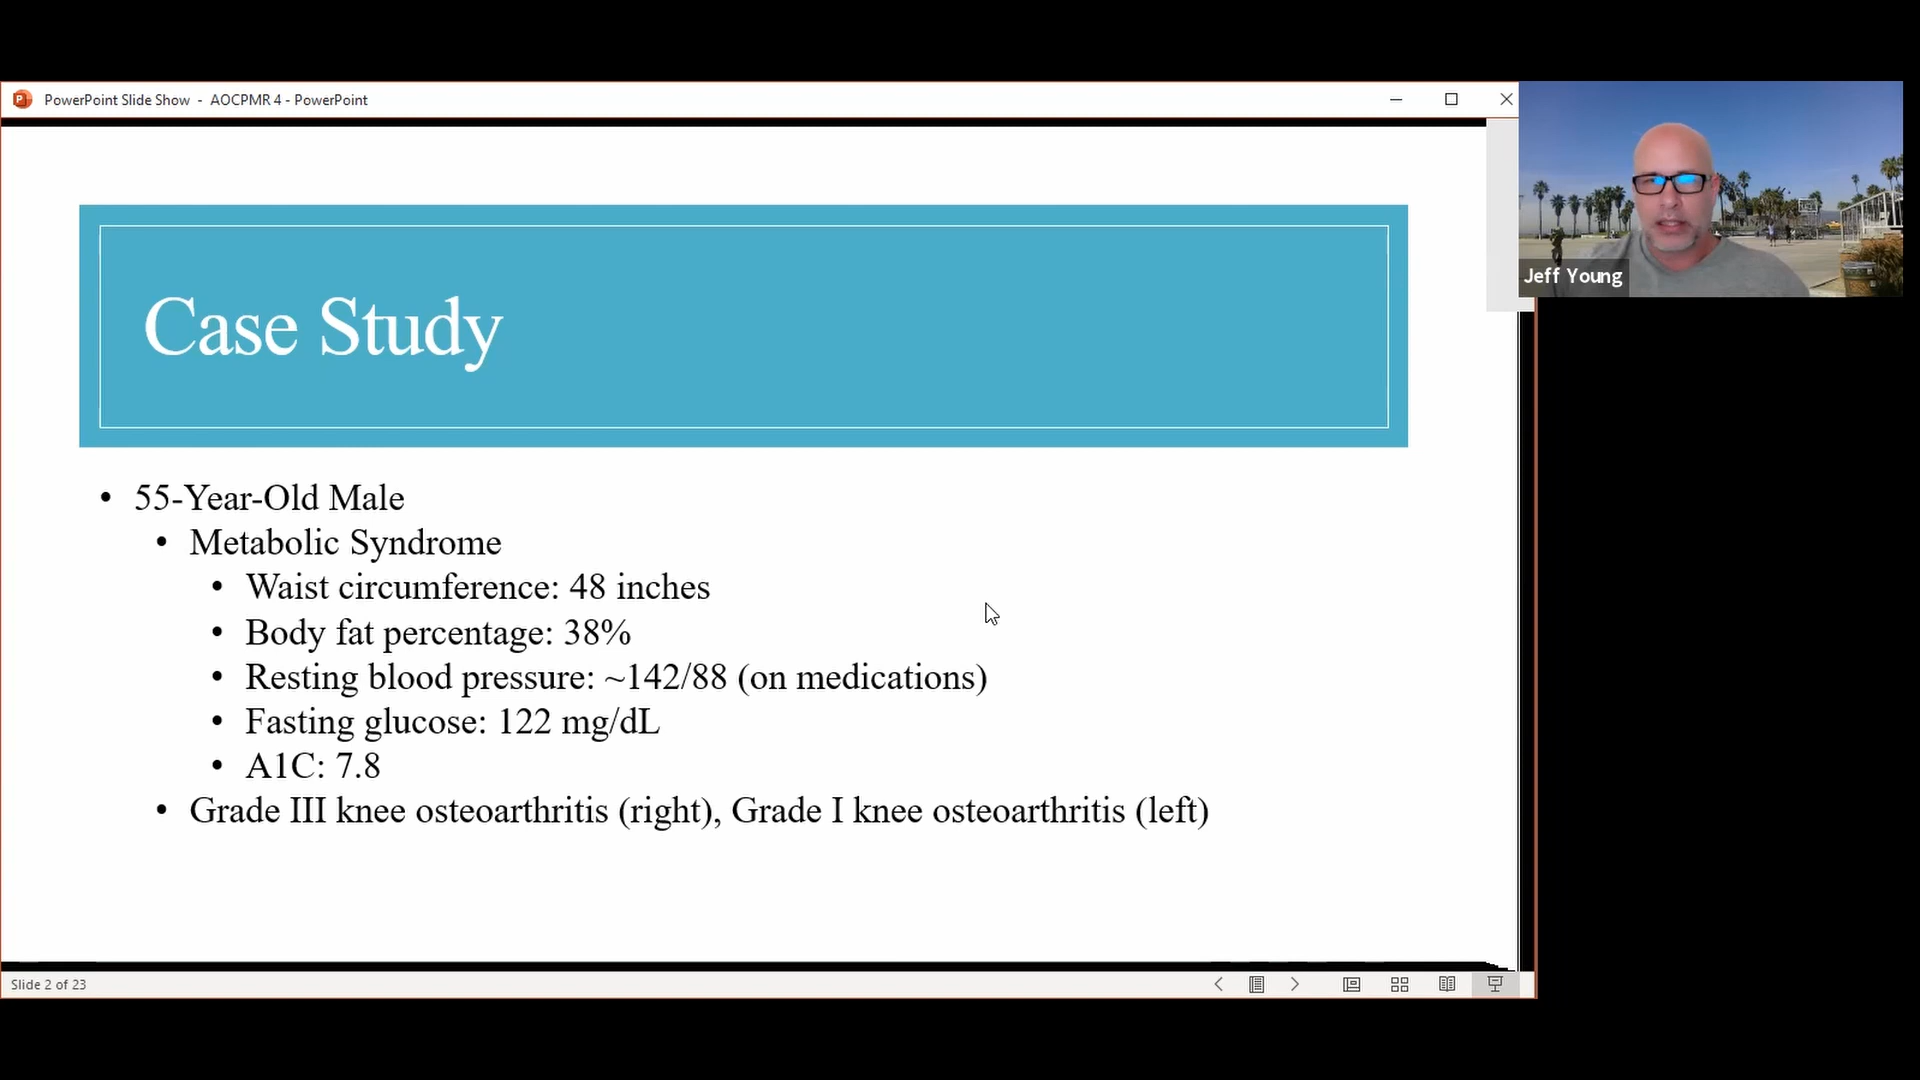 PowerPoint Slide Show - AOCPMR 4 - PowerPoint
Jeff Young
Case Study
• 55-Year-Old Male
• Metabolic Syndrome
• Waist circumference: 48 inches
• Body fat percentage: 38%
• Resting blood pressure: ~142/88 (on medications)
• Fasting glucose: 122 mg/dL
• A1C: 7.8
• Grade III knee osteoarthritis (right), Grade I knee osteoarthritis (left)
Slide 2 of 23